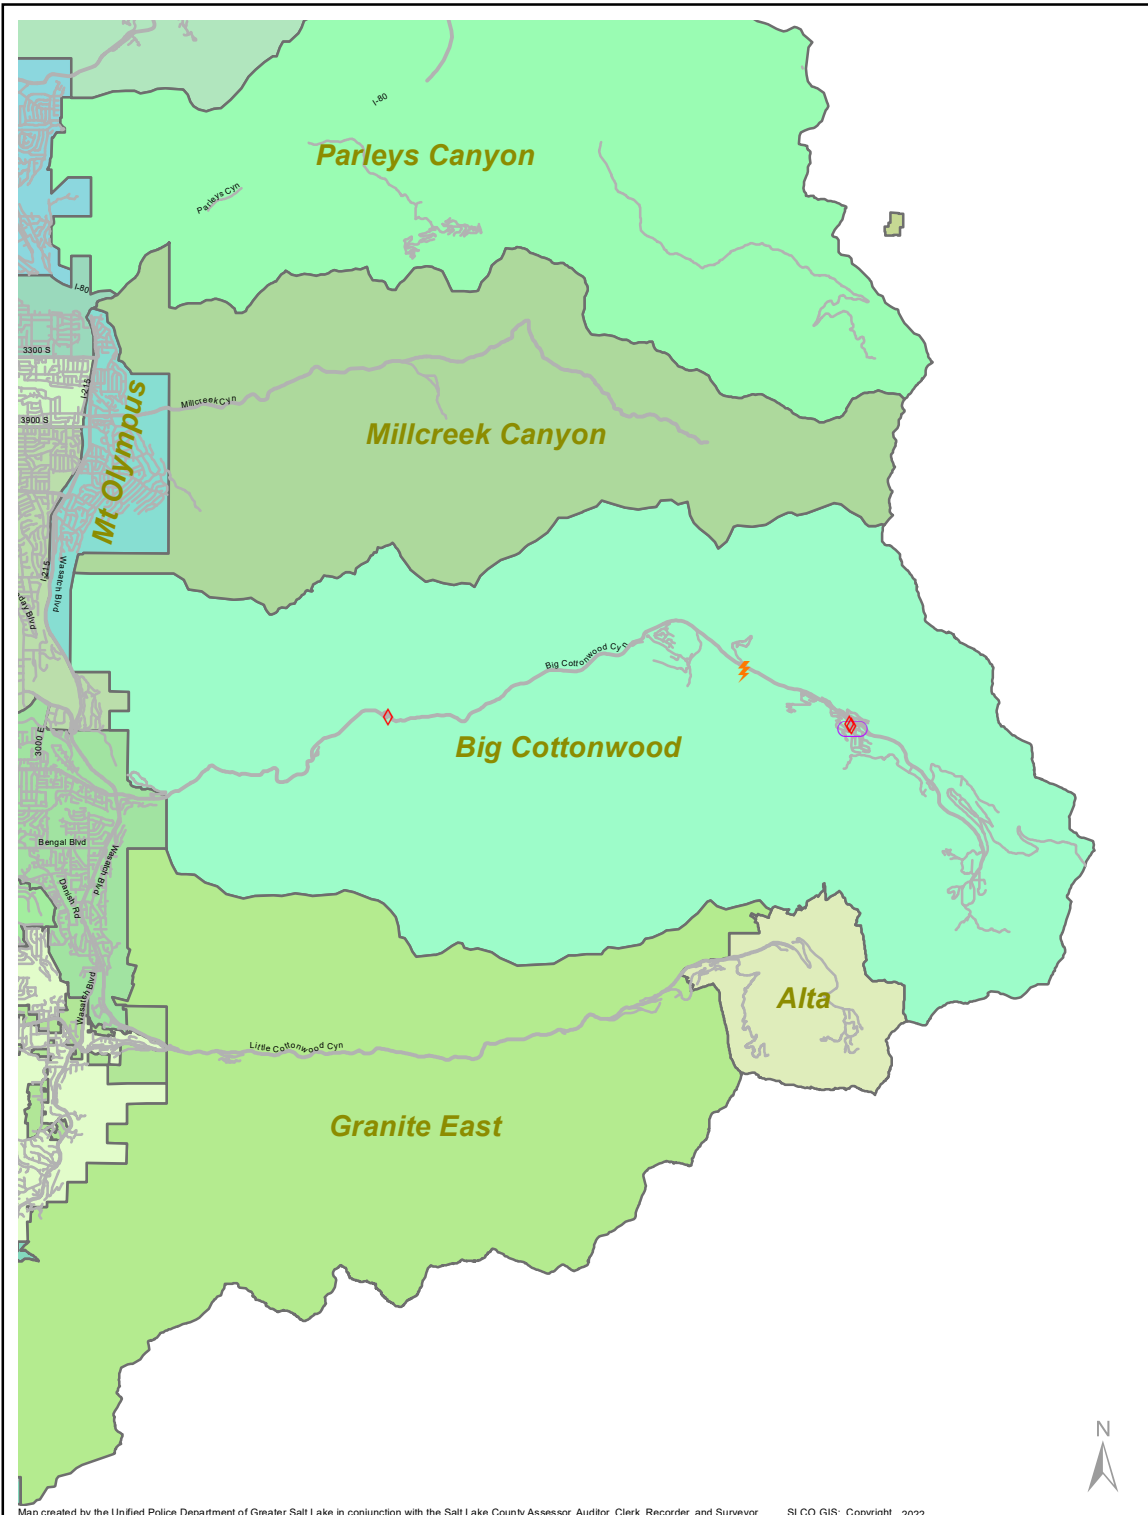 I-80
Parleys Canyon
Parleys Cyn
I-80
3300 S
I-215
Mt Olympus
Millcreek Cyn
3900 S
Millcreek Canyon
I-215
Wasatch Blvd
day Blvd
Big Cottonwood Cyn
3000 E
Big Cottonwood
Bengal Blvd
Wasatch Blvd
Danish Rd
Wasatch Blvd
Alta
Little Cottonwood Cyn
Granite East
N
Map created by the Unified Police Department of Greater Salt Lake in conjunction with the Salt Lake County Assessor, Auditor, Clerk, Recorder, and Surveyor SLCO GIS: Copyright 2022